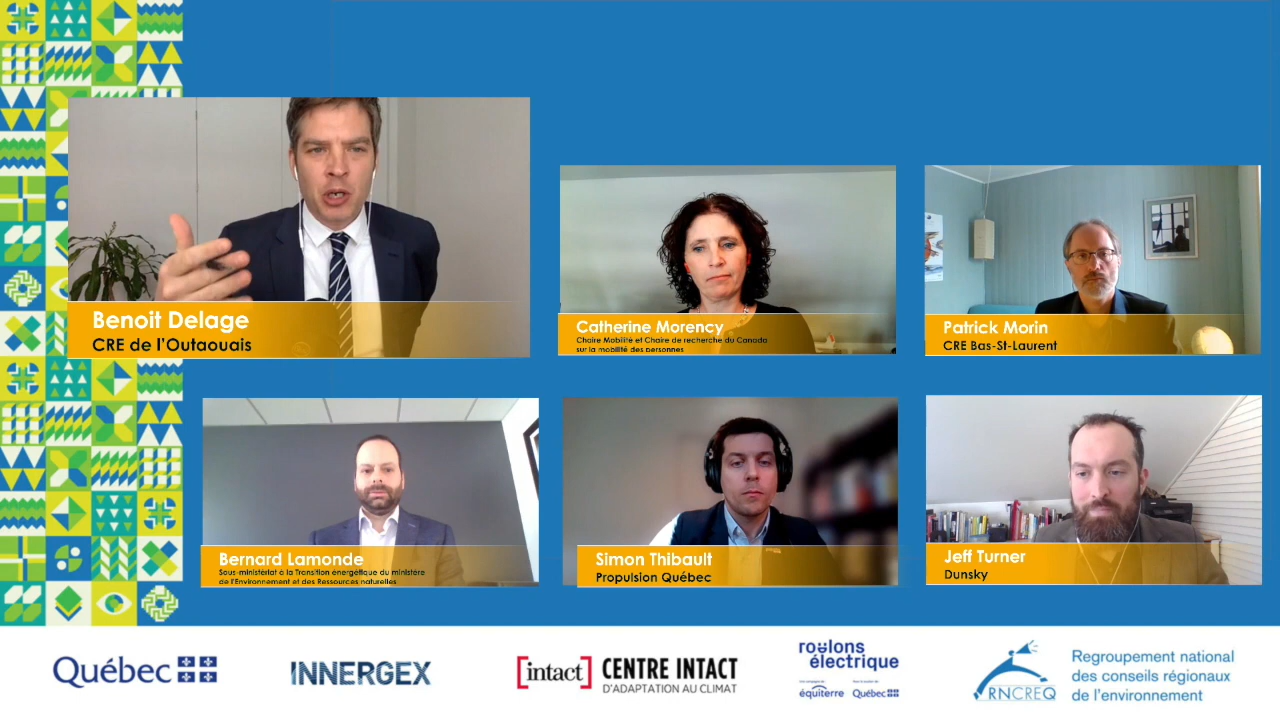 Benoit Delage
CRE de l'Outaouais
Catherine Morency
Chaire Mobilité et Chaire de recherche du Canada
sur la mobilité des personnes
Patrick Morin
CRE Bas-St-Laurent
Bernard Lamonde
Sous-ministériat à la Transition énergétique du ministère
de l'Environnement et des Ressources naturelles
Simon Thibault
Propulsion Québec
Jeff Turner
Dunsky
Québec
INNERGEX
[intact] CENTRE INTACT
D'ADAPTATION AU CLIMAT
roulons
électrique
équiterre
Québec
RNCREQ
Regroupement national
des conseils régionaux
de l'environnement